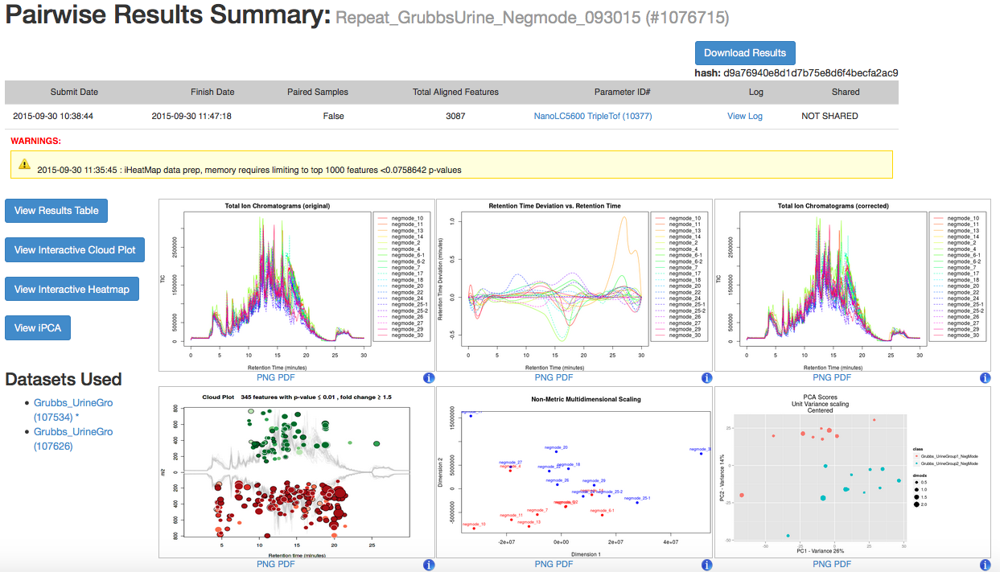 Pairwise Results Summary: Repeat_GrubbsUrine_Negmode_093015 (#1076715)
Download Results
hash: d9a76940e8d1d7b75e8d6f4becfa2ac9
Submit Date Finish Date Paired Samples Total Aligned Features Parameter ID# Log Shared
2015-09-30 10:38:44 2015-09-30 11:47:18 False 3087 NanoLC5600 TripleTof (10377) View Log NOT SHARED
WARNINGS:
2015-09-30 11:35:45 : iHeatMap data prep, memory requires limiting to top 1000 features <0.0758642 p-values
View Results Table
View Interactive Cloud Plot
View Interactive Heatmap
View iPCA
Datasets Used
Grubbs_UrineGro
(107534) *
Grubbs_UrineGro
(107626)
Total Ion Chromatograms (original)
TIC
0 500000 1500000 2500000
0 5 10 15 20 25 30
Retention Time (minutes)
negmode_10
negmode_11
negmode_13
negmode_14
negmode_2
negmode_4
negmode_6-1
negmode_6-2
negmode_7
negmode_17
negmode_18
negmode_20
negmode_22
negmode_24
negmode_25-1
negmode_25-2
negmode_26
negmode_27
negmode_29
negmode_30
PNG PDF
Retention Time Deviation vs. Retention Time
Retention Time Deviation (minutes)
-0.5 0.0 0.5 1.0
0 5 10 15 20 25 30
Retention Time (minutes)
negmode_10
negmode_11
negmode_13
negmode_14
negmode_2
negmode_4
negmode_6-1
negmode_6-2
negmode_7
negmode_17
negmode_18
negmode_20
negmode_22
negmode_24
negmode_25-1
negmode_25-2
negmode_26
negmode_27
negmode_29
negmode_30
PNG PDF
Total Ion Chromatograms (corrected)
TIC
0 500000 1500000 2500000
0 5 10 15 20 25 30
Retention Time (minutes)
negmode_10
negmode_11
negmode_13
negmode_14
negmode_2
negmode_4
negmode_6-1
negmode_6-2
negmode_7
negmode_17
negmode_18
negmode_20
negmode_22
negmode_24
negmode_25-1
negmode_25-2
negmode_26
negmode_27
negmode_29
negmode_30
PNG PDF
Cloud Plot 345 features with p-value ≤ 0.01 , fold change ≥ 1.5
800
600
400
200
0
m/z
0
200
400
600
800
5 10 15 20 25
Retention time (minutes)
PNG PDF
Non-Metric Multidimensional Scaling
Dimension 2
-5000000 0 5000000 15000000
negmode_20
negmode_27
negmode_4
negmode_18
negmode_26
negmode_29
negmode_25-1
negmode_6-1
negmode_7
negmode_11
negmode_13
negmode_10
-2e+07 0e+00 2e+07 4e+07
Dimension 1
PNG PDF
PCA Scores
Unit Variance scaling
Centered
PC2 - Variance 14%
25
0
-25
-50
-50 -25 0 25 50
PC1 - Variance 26%
class
Grubbs_UrineGroup1_NegMode
Grubbs_UrineGroup2_NegMode
dmodx
0.5
1.0
1.5
2.0
PNG PDF